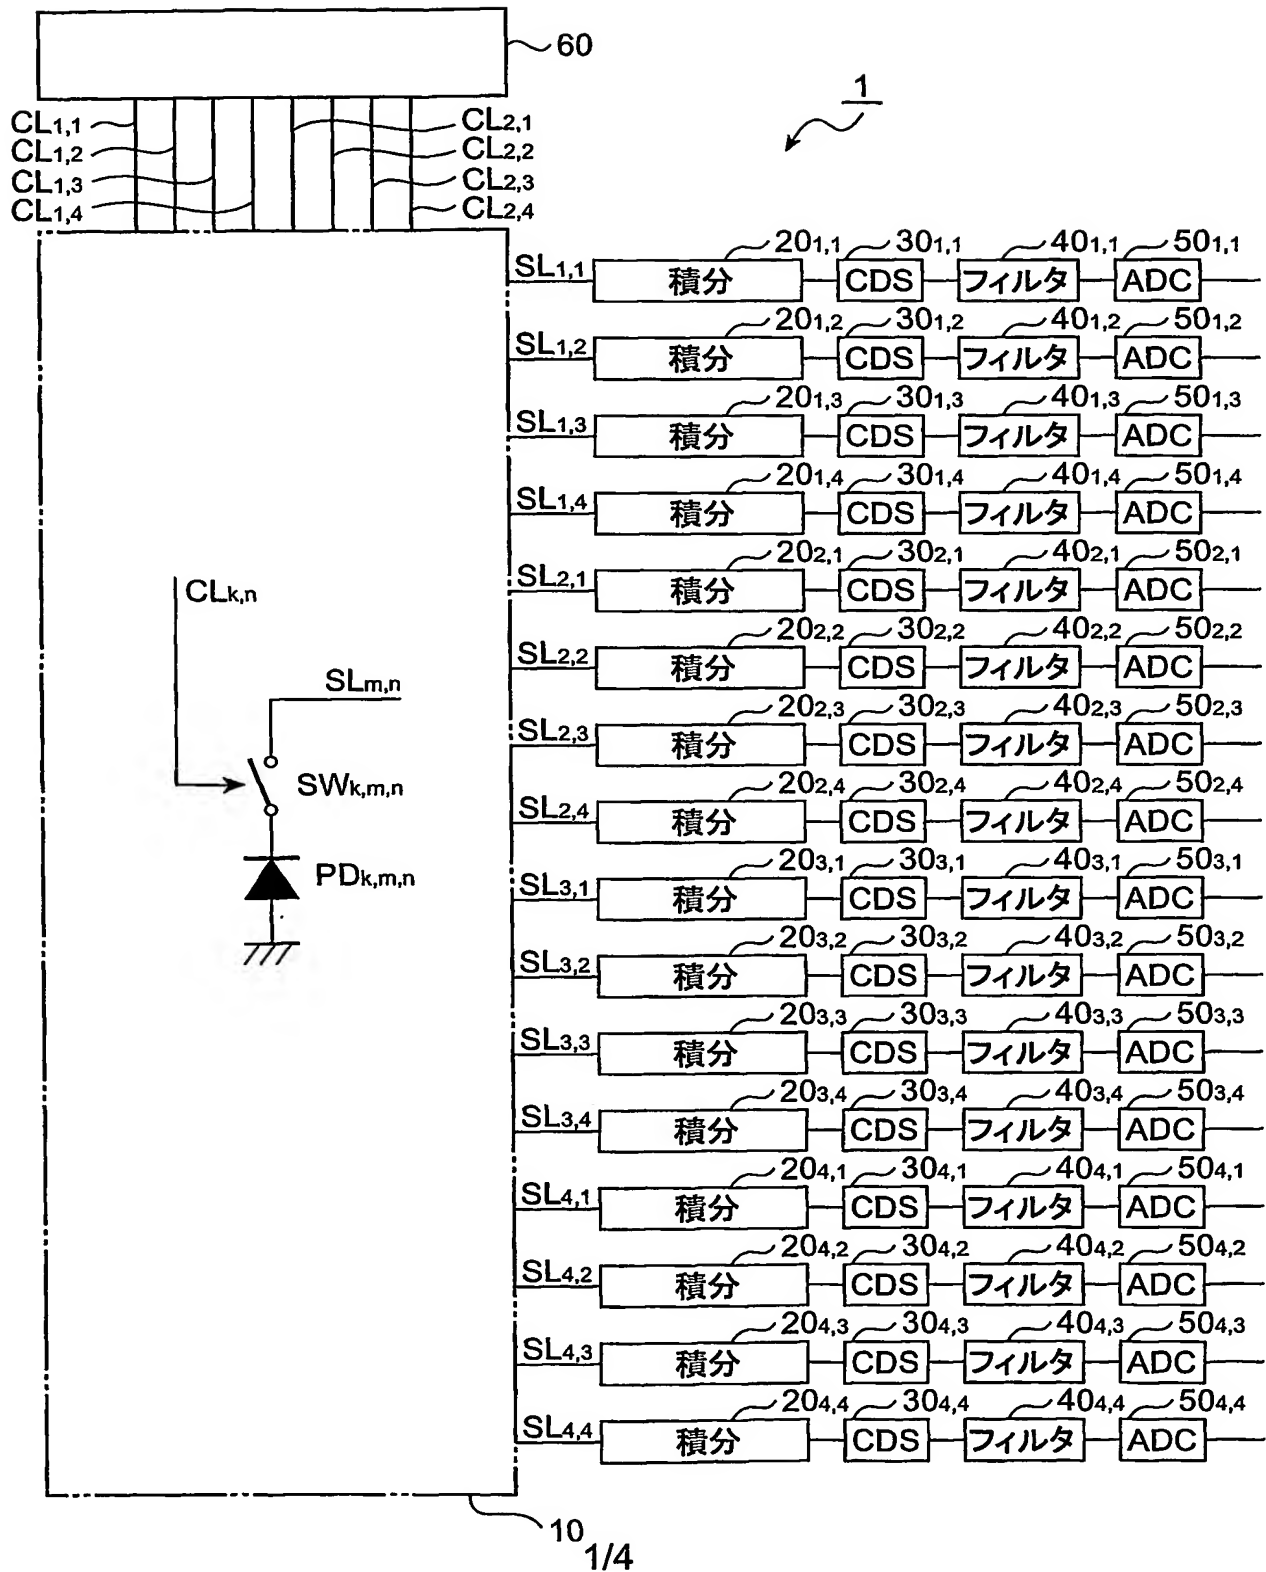 60
1
CL1,1
CL1,2
CL1,3
CL1,4
CL2,1
CL2,2
CL2,3
CL2,4
SL1,1 積分 201,1 CDS 301,1 フィルタ 401,1 ADC 501,1
SL1,2 積分 201,2 CDS 301,2 フィルタ 401,2 ADC 501,2
SL1,3 積分 201,3 CDS 301,3 フィルタ 401,3 ADC 501,3
SL1,4 積分 201,4 CDS 301,4 フィルタ 401,4 ADC 501,4
SL2,1 積分 202,1 CDS 302,1 フィルタ 402,1 ADC 502,1
SL2,2 積分 202,2 CDS 302,2 フィルタ 402,2 ADC 502,2
SL2,3 積分 202,3 CDS 302,3 フィルタ 402,3 ADC 502,3
SL2,4 積分 202,4 CDS 302,4 フィルタ 402,4 ADC 502,4
SL3,1 積分 203,1 CDS 303,1 フィルタ 403,1 ADC 503,1
SL3,2 積分 203,2 CDS 303,2 フィルタ 403,2 ADC 503,2
SL3,3 積分 203,3 CDS 303,3 フィルタ 403,3 ADC 503,3
SL3,4 積分 203,4 CDS 303,4 フィルタ 403,4 ADC 503,4
SL4,1 積分 204,1 CDS 304,1 フィルタ 404,1 ADC 504,1
SL4,2 積分 204,2 CDS 304,2 フィルタ 404,2 ADC 504,2
SL4,3 積分 204,3 CDS 304,3 フィルタ 404,3 ADC 504,3
SL4,4 積分 204,4 CDS 304,4 フィルタ 404,4 ADC 504,4
CLk,n
SLm,n
SWk,m,n
PDk,m,n
10
1/4